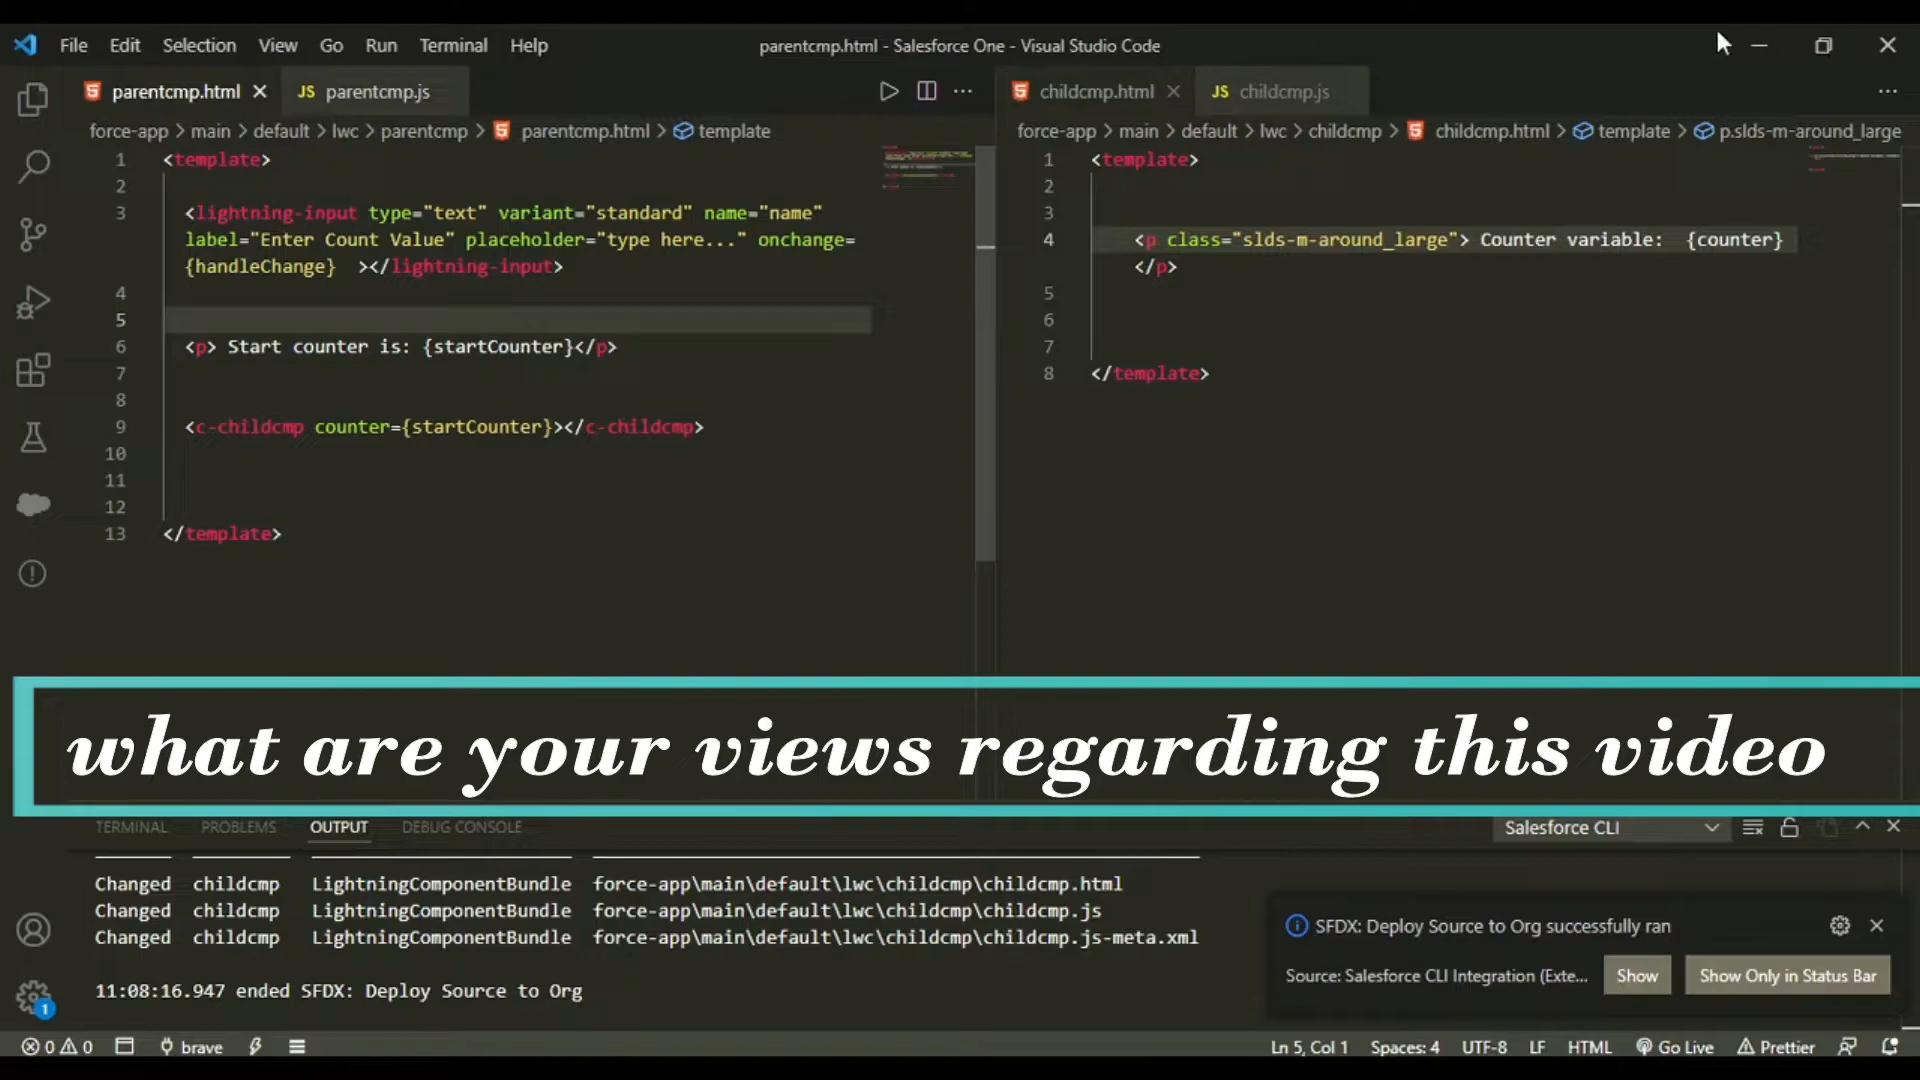 File Edit Selection View Go Run Terminal Help
parentcmp.html - Salesforce One - Visual Studio Code
parentcmp.html
JS parentcmp.js
force-app > main > default > lwc > parentcmp > parentcmp.html > template
1 <template>
2
3 <lightning-input type="text" variant="standard" name="name"
label="Enter Count Value" placeholder="type here..." onchange=
{handleChange} ></lightning-input>
4
5
6 <p> Start counter is: {startCounter}</p>
7
8
9 <c-childcmp counter={startCounter}></c-childcmp>
10
11
12
13 </template>
childcmp.html
JS childcmp.js
force-app > main > default > lwc > childcmp > childcmp.html > template > p.slds-m-around_large
1 <template>
2
3
4 <p class="slds-m-around_large"> Counter variable: {counter}
</p>
5
6
7
8 </template>
what are your views regarding this video
TERMINAL PROBLEMS OUTPUT DEBUG CONSOLE
Salesforce CLI
Changed childcmp LightningComponentBundle force-app\main\default\lwc\childcmp\childcmp.html
Changed childcmp LightningComponentBundle force-app\main\default\lwc\childcmp\childcmp.js
Changed childcmp LightningComponentBundle force-app\main\default\lwc\childcmp\childcmp.js-meta.xml
11:08:16.947 ended SFDX: Deploy Source to Org
SFDX: Deploy Source to Org successfully ran
Source: Salesforce CLI Integration (Exte...
Show
Show Only in Status Bar
1
0 0 brave
Ln 5, Col 1 Spaces: 4 UTF-8 LF HTML Go Live Prettier